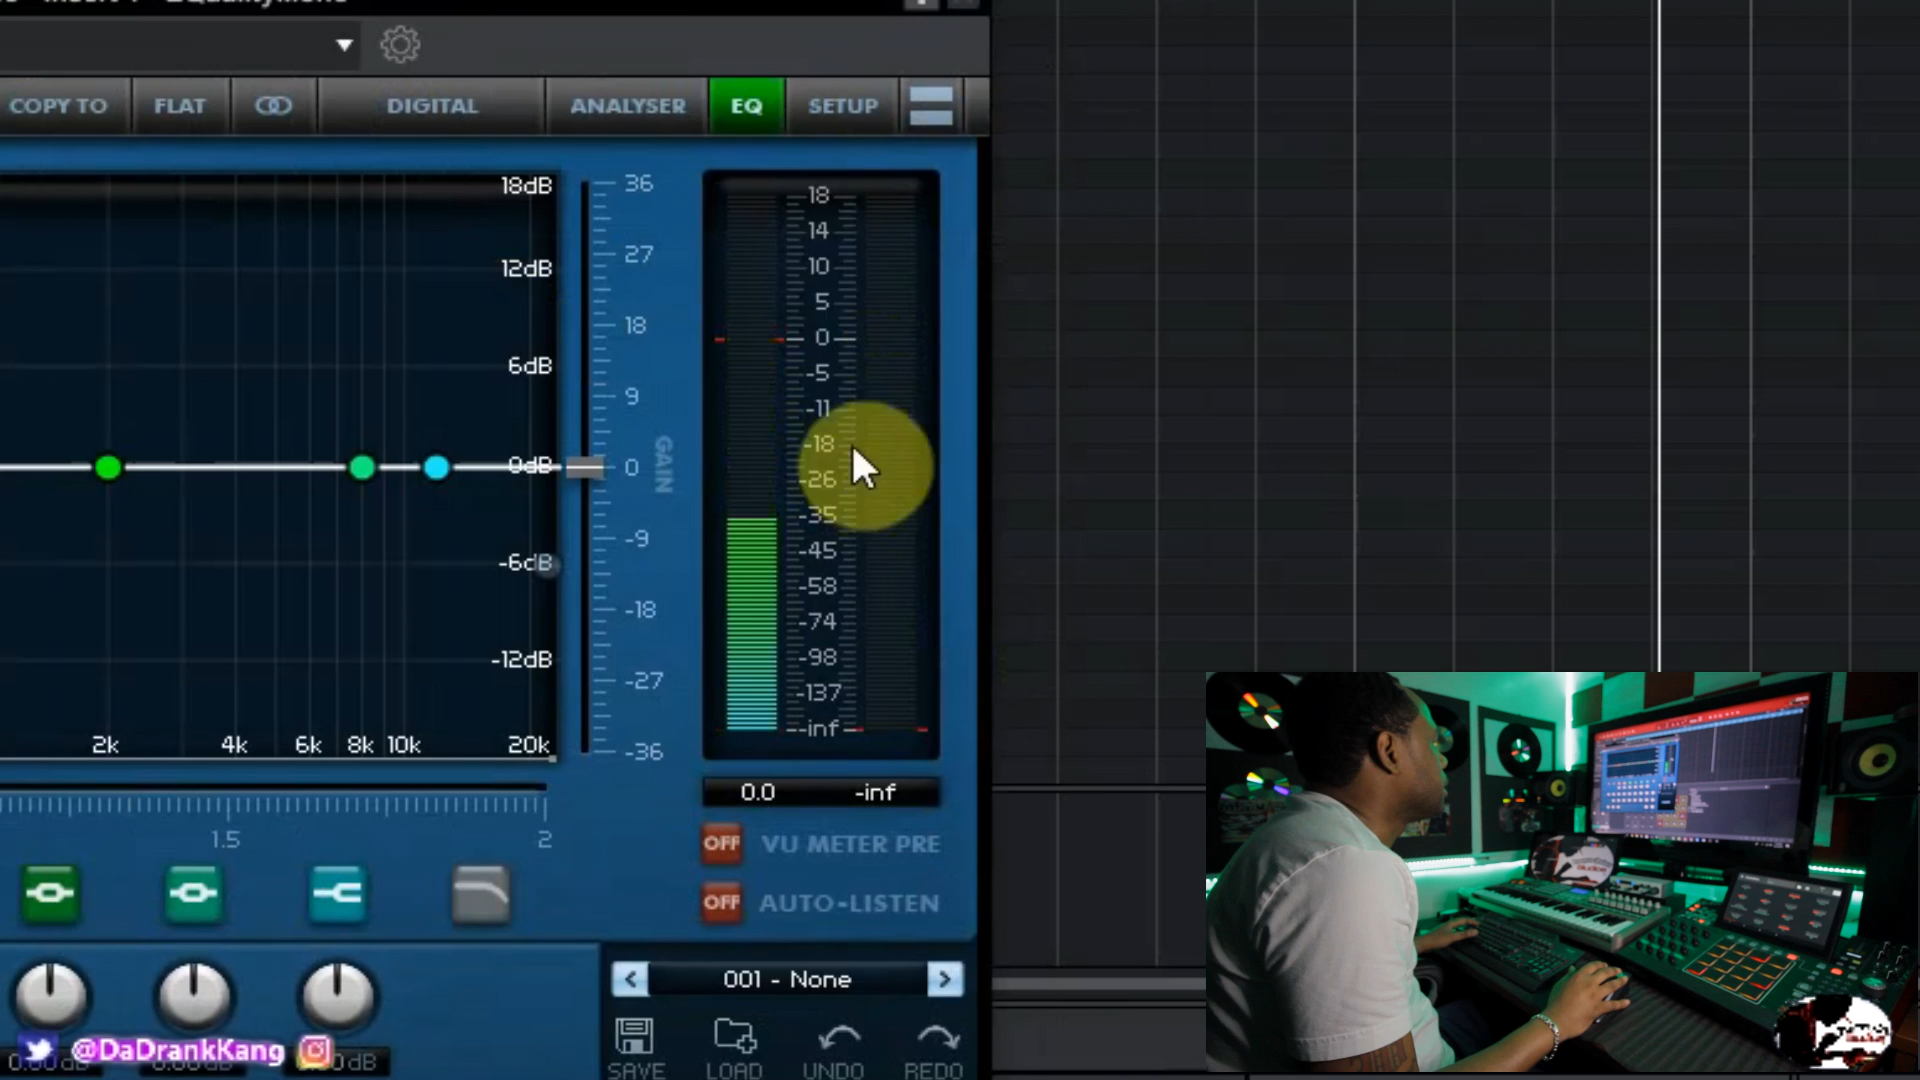 COPY TO FLAT DIGITAL ANALYSER EQ SETUP
18dB
12dB
6dB
0dB
-6dB
-12dB
2k 4k 6k 8k 10k 20k
36
27
18
9
0
-9
-18
-27
-36
GAIN
18
14
10
5
0
-5
-11
-18
-26
-35
-45
-58
-74
-98
-137
-inf
0.0 -inf
1.5 2
OFF VU METER PRE
OFF AUTO-LISTEN
001 - None
SAVE LOAD UNDO REDO
@DaDrankKang